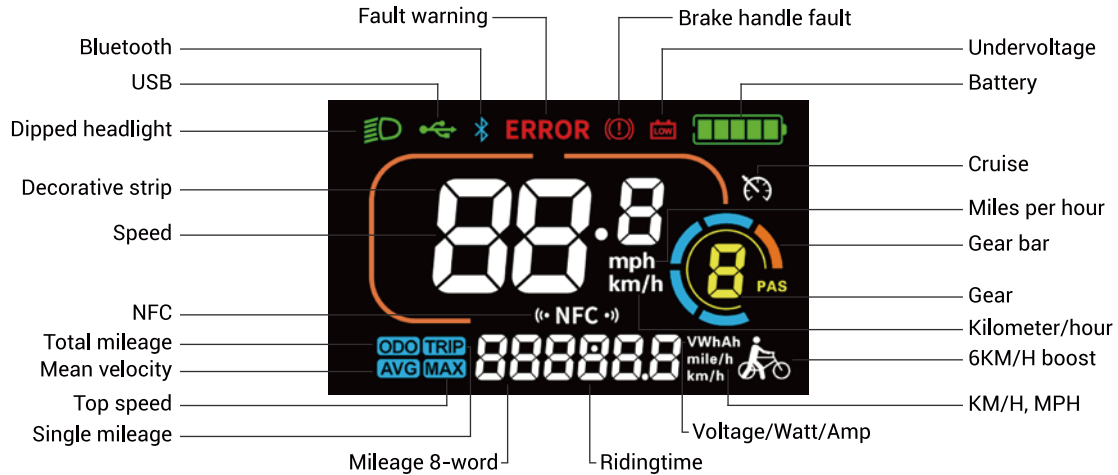 Fault warning
Brake handle fault
Bluetooth
Undervoltage
USB
Battery
Dipped headlight
ERROR
LOW
Cruise
Decorative strip
88.8
Miles per hour
Speed
mph
Gear bar
km/h
8
PAS
Gear
NFC
NFC
Kilometer/hour
Total mileage
ODO TRIP
888:88.8
VWhAh
6KM/H boost
Mean velocity
AVG MAX
mile/h
km/h
Top speed
KM/H, MPH
Single mileage
Voltage/Watt/Amp
Mileage 8-word
Ridingtime